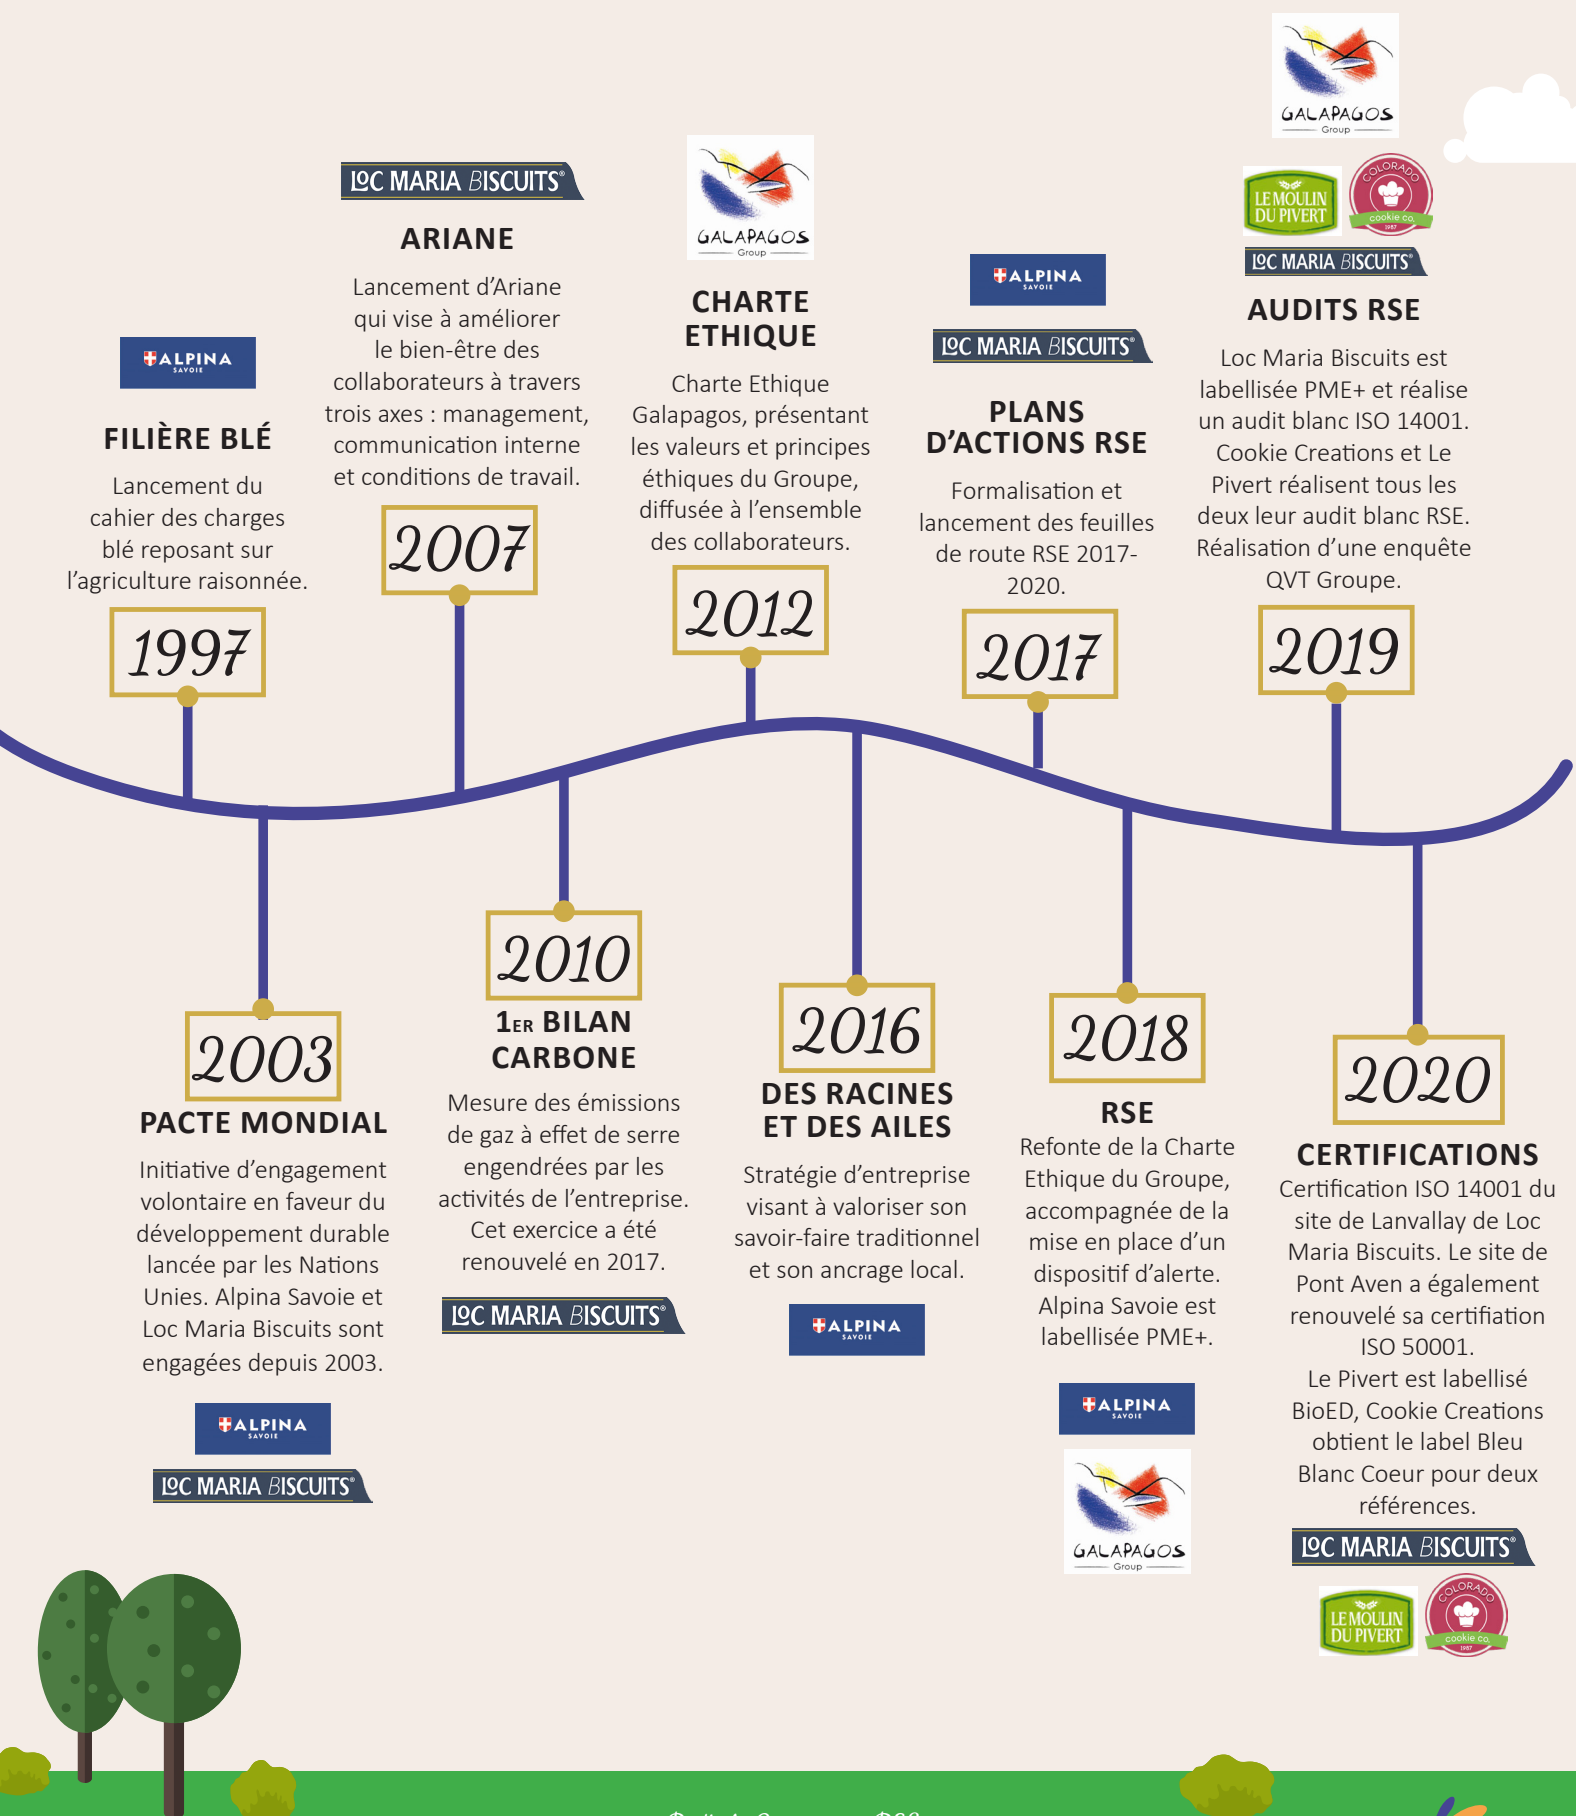 ALPINA
SAVOIE
FILIÈRE BLÉ
Lancement du
cahier des charges
blé reposant sur
l'agriculture raisonnée.
1997
LOC MARIA BISCUITS®
ARIANE
Lancement d'Ariane
qui vise à améliorer
le bien-être des
collaborateurs à travers
trois axes : management,
communication interne
et conditions de travail.
2007
GALAPAGOS
Group
CHARTE
ETHIQUE
Charte Ethique
Galapagos, présentant
les valeurs et principes
éthiques du Groupe,
diffusée à l'ensemble
des collaborateurs.
2012
ALPINA
SAVOIE
LOC MARIA BISCUITS®
PLANS
D'ACTIONS RSE
Formalisation et
lancement des feuilles
de route RSE 2017-
2020.
2017
GALAPAGOS
Group
LE MOULIN
DU PIVERT
COLORADO
cookie co.
1987
LOC MARIA BISCUITS®
AUDITS RSE
Loc Maria Biscuits est
labellisée PME+ et réalise
un audit blanc ISO 14001.
Cookie Creations et Le
Pivert réalisent tous les
deux leur audit blanc RSE.
Réalisation d'une enquête
QVT Groupe.
2019
2003
PACTE MONDIAL
Initiative d'engagement
volontaire en faveur du
développement durable
lancée par les Nations
Unies. Alpina Savoie et
Loc Maria Biscuits sont
engagées depuis 2003.
ALPINA
SAVOIE
LOC MARIA BISCUITS®
2010
1ER BILAN
CARBONE
Mesure des émissions
de gaz à effet de serre
engendrées par les
activités de l'entreprise.
Cet exercice a été
renouvelé en 2017.
LOC MARIA BISCUITS®
2016
DES RACINES
ET DES AILES
Stratégie d'entreprise
visant à valoriser son
savoir-faire traditionnel
et son ancrage local.
ALPINA
SAVOIE
2018
RSE
Refonte de la Charte
Ethique du Groupe,
accompagnée de la
mise en place d'un
dispositif d'alerte.
Alpina Savoie est
labellisée PME+.
ALPINA
SAVOIE
GALAPAGOS
Group
2020
CERTIFICATIONS
Certification ISO 14001 du
site de Lanvallay de Loc
Maria Biscuits. Le site de
Pont Aven a également
renouvelé sa certifiation
ISO 50001.
Le Pivert est labellisé
BioED, Cookie Creations
obtient le label Bleu
Blanc Coeur pour deux
références.
LOC MARIA BISCUITS®
LE MOULIN
DU PIVERT
COLORADO
cookie co.
1987